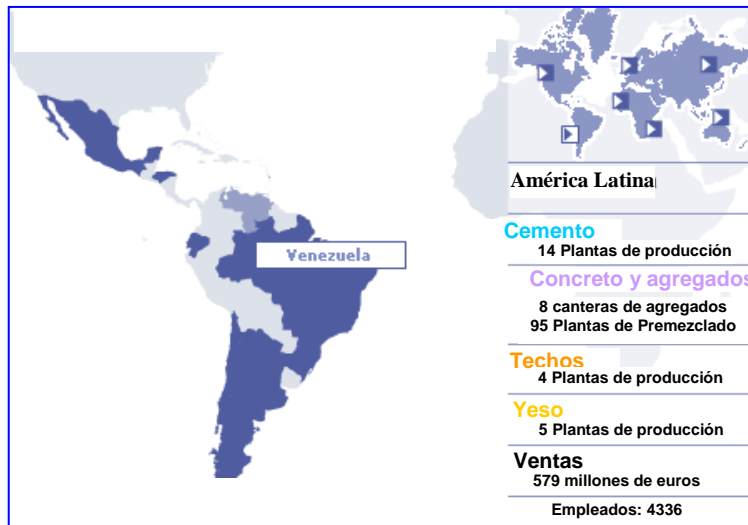 Venezuela
América Latina
Cemento
14 Plantas de producción
Concreto y agregados
8 canteras de agregados
95 Plantas de Premezclado
Techos
4 Plantas de producción
Yeso
5 Plantas de producción
Ventas
579 millones de euros
Empleados: 4336